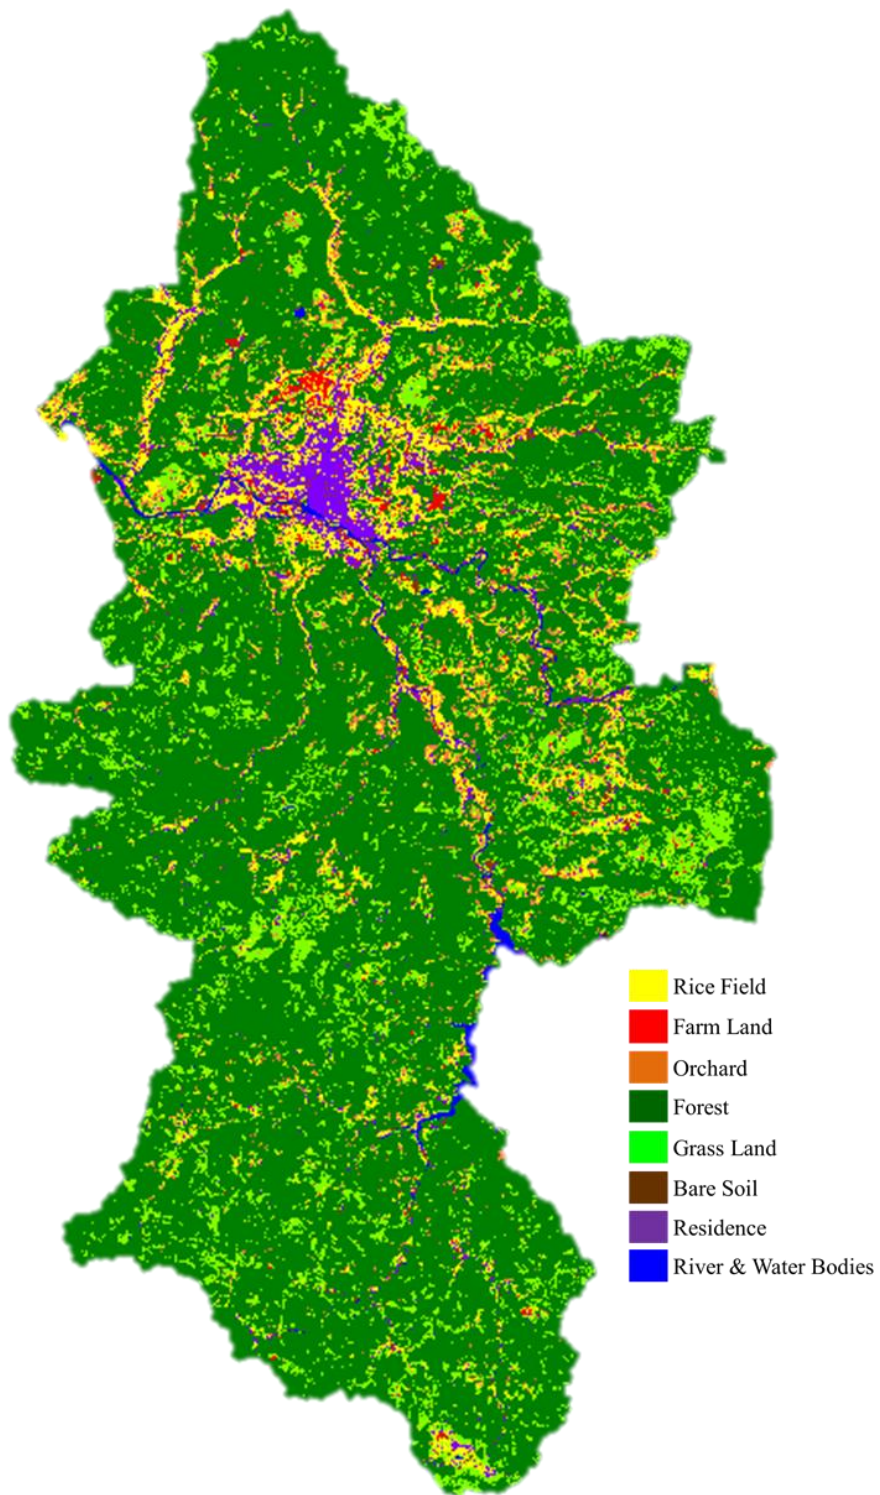 Rice Field
Farm Land
Orchard
Forest
Grass Land
Bare Soil
Residence
River & Water Bodies